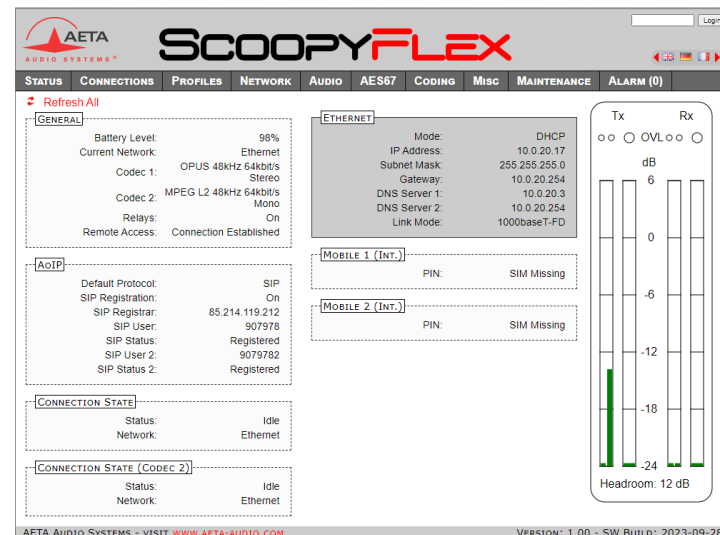 AETA
AUDIO SYSTEMS®
SCOOPYFLEX
Login
STATUS CONNECTIONS PROFILES NETWORK AUDIO AES67 CODING MISC MAINTENANCE ALARM (0)
Refresh All
GENERAL
Battery Level: 98%
Current Network: Ethernet
Codec 1: OPUS 48kHz 64kbit/s
Stereo
Codec 2: MPEG L2 48kHz 64kbit/s
Mono
Relays: On
Remote Access: Connection Established
AOIP
Default Protocol: SIP
SIP Registration: On
SIP Registrar: 85.214.119.212
SIP User: 907978
SIP Status: Registered
SIP User 2: 9079782
SIP Status 2: Registered
CONNECTION STATE
Status: Idle
Network: Ethernet
CONNECTION STATE (CODEC 2)
Status: Idle
Network: Ethernet
ETHERNET
Mode: DHCP
IP Address: 10.0.20.17
Subnet Mask: 255.255.255.0
Gateway: 10.0.20.254
DNS Server 1: 10.0.20.3
DNS Server 2: 10.0.20.254
Link Mode: 1000baseT-FD
MOBILE 1 (INT.)
PIN: SIM Missing
MOBILE 2 (INT.)
PIN: SIM Missing
Tx Rx
OVL
dB
6
0
-6
-12
-18
-24
Headroom: 12 dB
AETA AUDIO SYSTEMS - VISIT WWW.AETA-AUDIO.COM
VERSION: 1.00 - SW BUILD: 2023-09-28